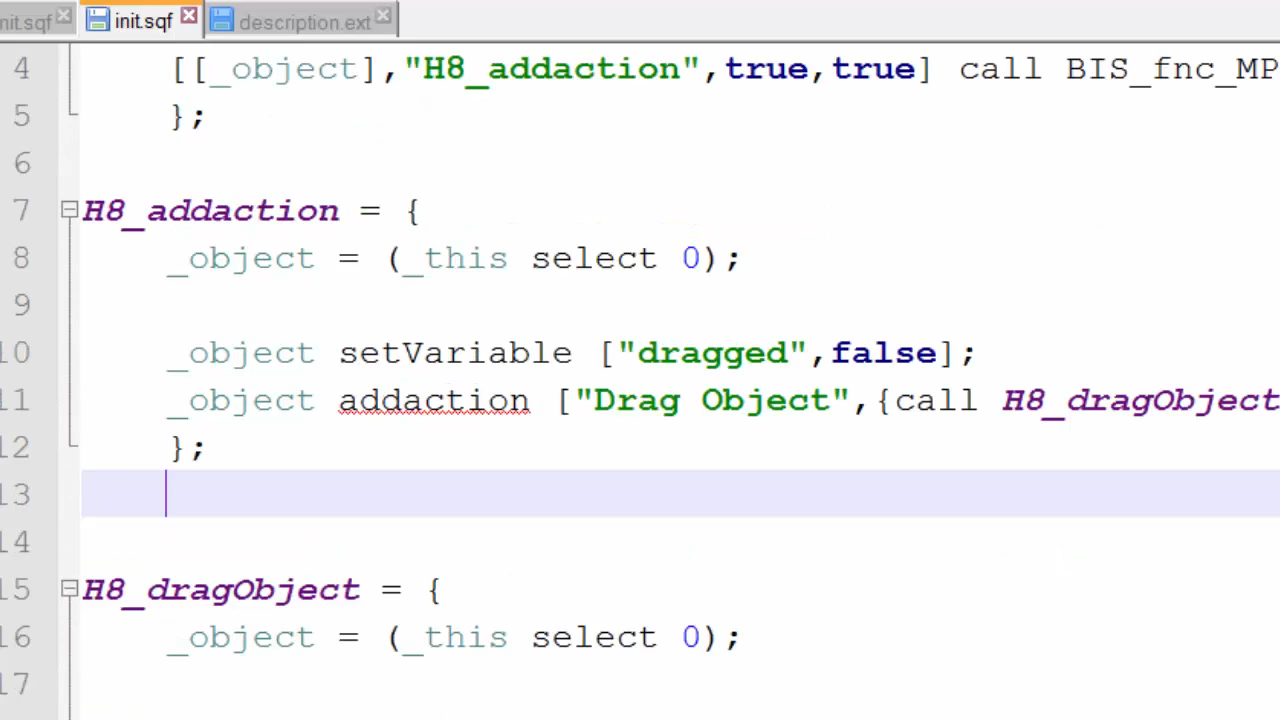 nit.sqf init.sqf description.ext
4 [[_object],"H8_addaction",true,true] call BIS_fnc_MP
5 };
6
7 H8_addaction = {
8 _object = (_this select 0);
9
10 _object setVariable ["dragged",false];
11 _object addaction ["Drag Object",{call H8_dragObject
12 };
13
14
15 H8_dragObject = {
16 _object = (_this select 0);
17